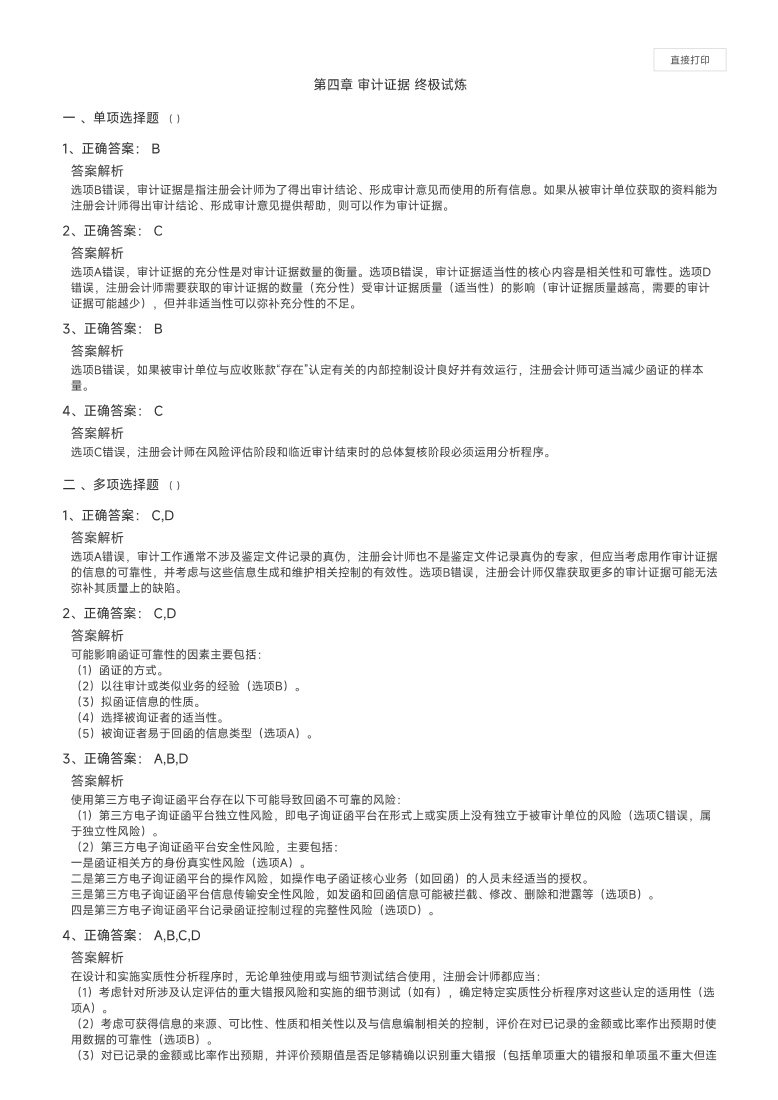 直接打印
第四章 审计证据 终极试炼
一 、单项选择题 （ ）
1、正确答案： B
答案解析
选项B错误，审计证据是指注册会计师为了得出审计结论、形成审计意见而使用的所有信息。如果从被审计单位获取的资料能为
注册会计师得出审计结论、形成审计意见提供帮助，则可以作为审计证据。
2、正确答案： C
答案解析
选项A错误，审计证据的充分性是对审计证据数量的衡量。选项B错误，审计证据适当性的核心内容是相关性和可靠性。选项D
错误，注册会计师需要获取的审计证据的数量（充分性）受审计证据质量（适当性）的影响（审计证据质量越高，需要的审计
证据可能越少），但并非适当性可以弥补充分性的不足。
3、正确答案： B
答案解析
选项B错误，如果被审计单位与应收账款“存在”认定有关的内部控制设计良好并有效运行，注册会计师可适当减少函证的样本
量。
4、正确答案： C
答案解析
选项C错误，注册会计师在风险评估阶段和临近审计结束时的总体复核阶段必须运用分析程序。
二 、多项选择题 （ ）
1、正确答案： C,D
答案解析
选项A错误，审计工作通常不涉及鉴定文件记录的真伪，注册会计师也不是鉴定文件记录真伪的专家，但应当考虑用作审计证据
的信息的可靠性，并考虑与这些信息生成和维护相关控制的有效性。选项B错误，注册会计师仅靠获取更多的审计证据可能无法
弥补其质量上的缺陷。
2、正确答案： C,D
答案解析
可能影响函证可靠性的因素主要包括：
（1）函证的方式。
（2）以往审计或类似业务的经验（选项B）。
（3）拟函证信息的性质。
（4）选择被询证者的适当性。
（5）被询证者易于回函的信息类型（选项A）。
3、正确答案： A,B,D
答案解析
使用第三方电子询证函平台存在以下可能导致回函不可靠的风险：
（1）第三方电子询证函平台独立性风险，即电子询证函平台在形式上或实质上没有独立于被审计单位的风险（选项C错误，属
于独立性风险）。
（2）第三方电子询证函平台安全性风险，主要包括：
一是函证相关方的身份真实性风险（选项A）。
二是第三方电子询证函平台的操作风险，如操作电子函证核心业务（如回函）的人员未经适当的授权。
三是第三方电子询证函平台信息传输安全性风险，如发函和回函信息可能被拦截、修改、删除和泄露等（选项B）。
四是第三方电子询证函平台记录函证控制过程的完整性风险（选项D）。
4、正确答案： A,B,C,D
答案解析
在设计和实施实质性分析程序时，无论单独使用或与细节测试结合使用，注册会计师都应当：
（1）考虑针对所涉及认定评估的重大错报风险和实施的细节测试（如有），确定特定实质性分析程序对这些认定的适用性（选
项A）。
（2）考虑可获得信息的来源、可比性、性质和相关性以及与信息编制相关的控制，评价在对已记录的金额或比率作出预期时使
用数据的可靠性（选项B）。
（3）对已记录的金额或比率作出预期，并评价预期值是否足够精确以识别重大错报（包括单项重大的错报和单项虽不重大但连